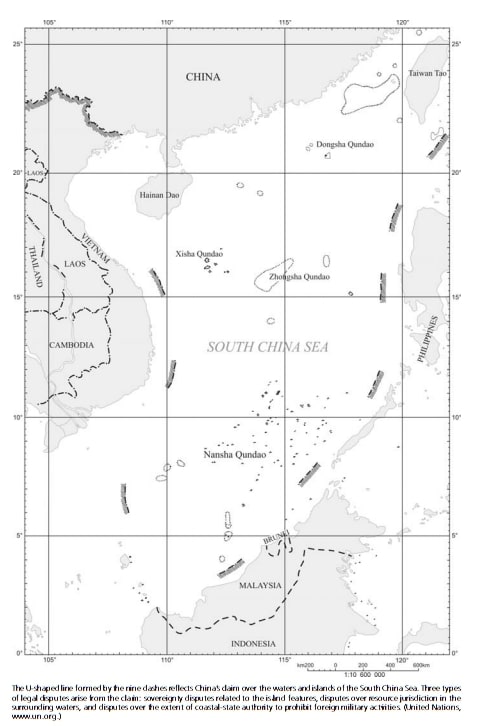 105° 110° 115° 120°
25° 25°
CHINA
Taiwan Tao
Dongsha Qundao
20° 20°
LAOS
Hainan Dao
VIETNAM
THAILAND
LAOS
Xisha Qundao
Zhongsha Qundao
15° 15°
PHILIPPINES
CAMBODIA
SOUTH CHINA SEA
10° 10°
Nansha Qundao
5° 5°
BRUNEI
MALAYSIA
INDONESIA
0° 0°
105° 110° 115° 120°
km200 0 200 400 600km
1:10 600 000
The U-shaped line formed by the nine dashes reflects China's claim over the waters and islands of the South China Sea. Three types
of legal disputes arise from the claim: sovereignty disputes related to the island features, disputes over resource jurisdiction in the
surrounding waters, and disputes over the extent of coastal-state authority to prohibit foreign military activities. (United Nations,
www.un.org.)